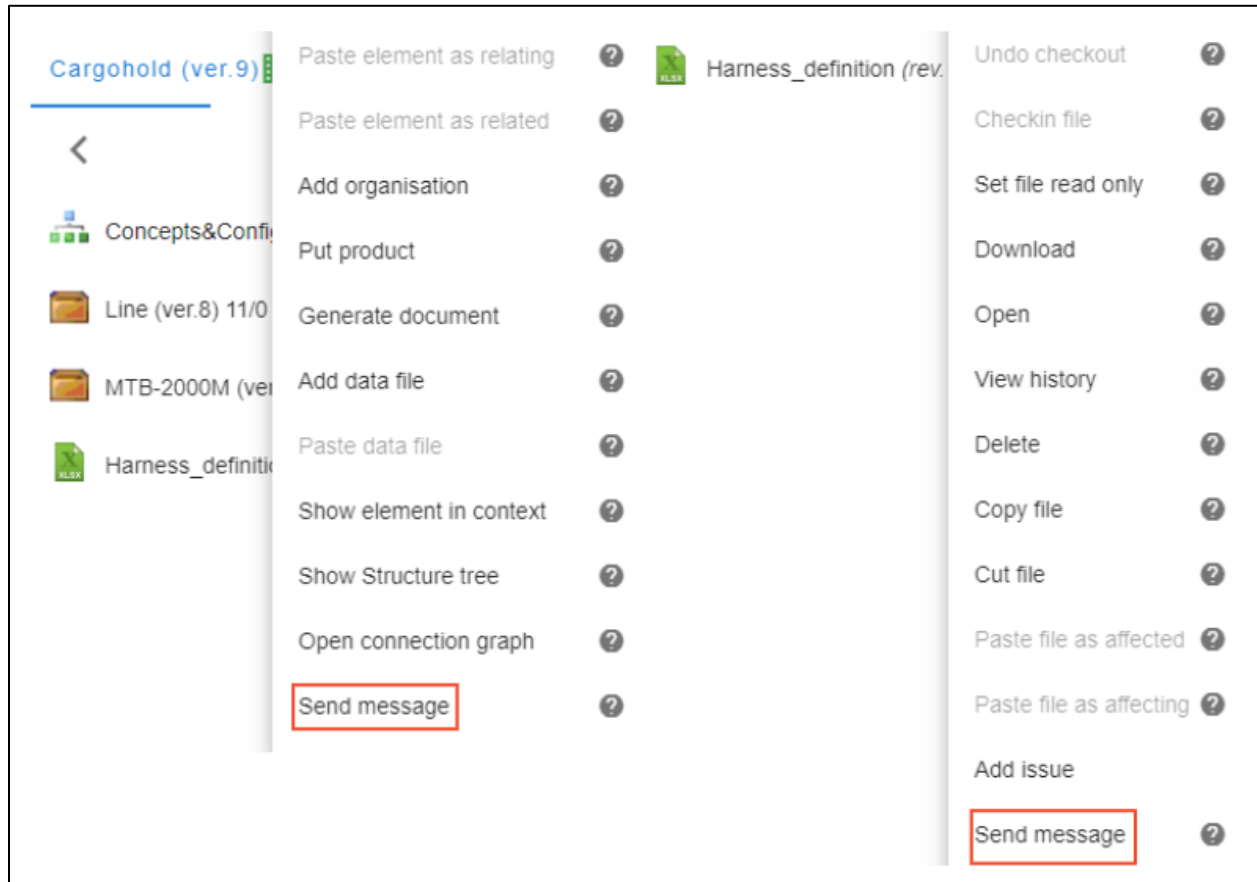 Cargohold (ver.9)
Concepts&Confi
Line (ver.8) 11/0
MTB-2000M (ver
XLSX Harness_definitio
Paste element as relating
Paste element as related
Add organisation
Put product
Generate document
Add data file
Paste data file
Show element in context
Show Structure tree
Open connection graph
Send message
XLSX Harness_definition (rev.
Undo checkout
Checkin file
Set file read only
Download
Open
View history
Delete
Copy file
Cut file
Paste file as affected
Paste file as affecting
Add issue
Send message